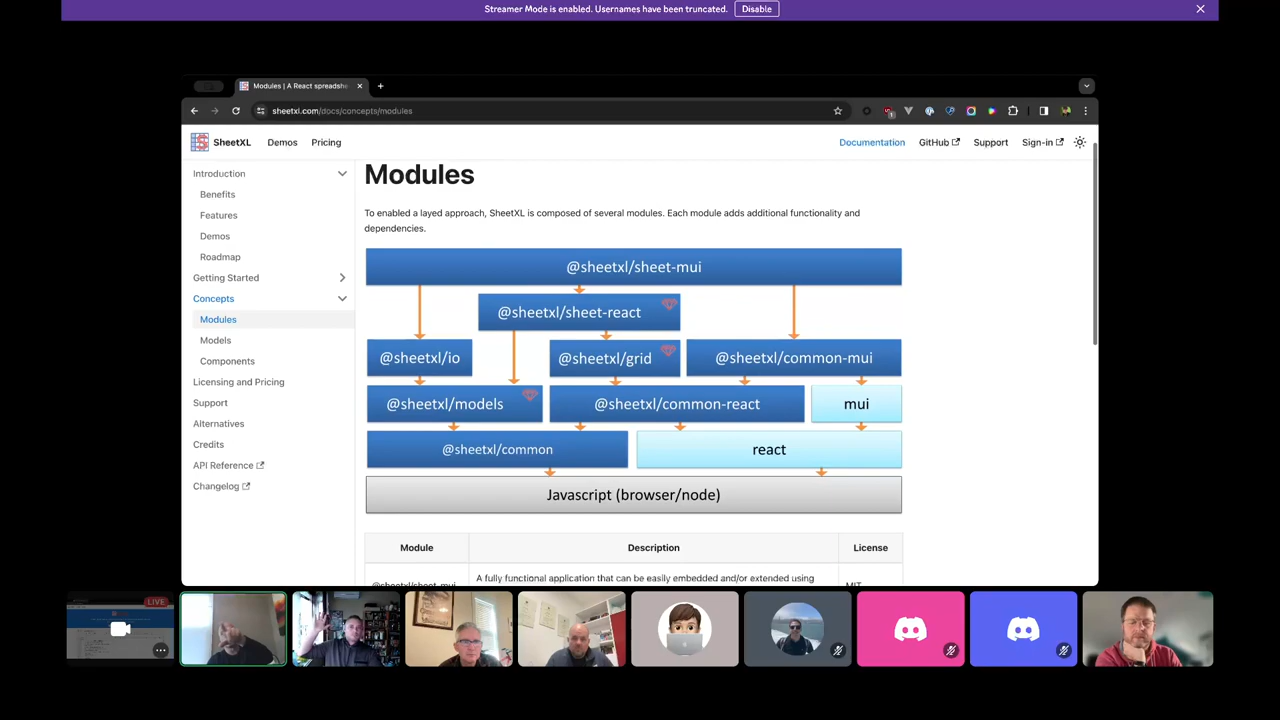 Streamer Mode is enabled. Usernames have been truncated. Disable
Modules | A React spreadshe
sheetxl.com/docs/concepts/modules
SheetXL Demos Pricing Documentation GitHub Support Sign-in
Introduction
Benefits
Features
Demos
Roadmap
Getting Started
Concepts
Modules
Models
Components
Licensing and Pricing
Support
Alternatives
Credits
API Reference
Changelog
Modules
To enabled a layed approach, SheetXL is composed of several modules. Each module adds additional functionality and
dependencies.
@sheetxl/sheet-mui
@sheetxl/sheet-react
@sheetxl/io @sheetxl/grid @sheetxl/common-mui
@sheetxl/models @sheetxl/common-react mui
@sheetxl/common react
Javascript (browser/node)
Module Description License
A fully functional application that can be easily embedded and/or extended using
@sheetxl/sheet-mui MIT
LIVE